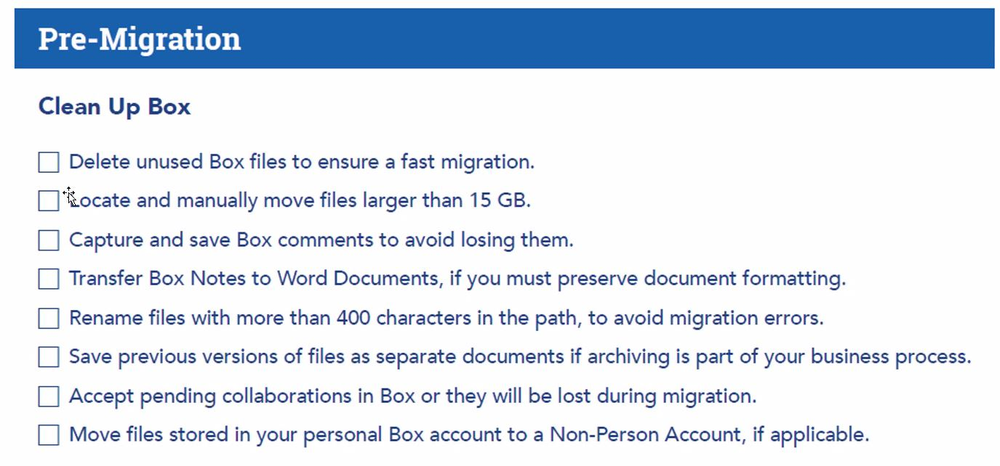 Pre-Migration
Clean Up Box
Delete unused Box files to ensure a fast migration.
Locate and manually move files larger than 15 GB.
Capture and save Box comments to avoid losing them.
Transfer Box Notes to Word Documents, if you must preserve document formatting.
Rename files with more than 400 characters in the path, to avoid migration errors.
Save previous versions of files as separate documents if archiving is part of your business process.
Accept pending collaborations in Box or they will be lost during migration.
Move files stored in your personal Box account to a Non-Person Account, if applicable.